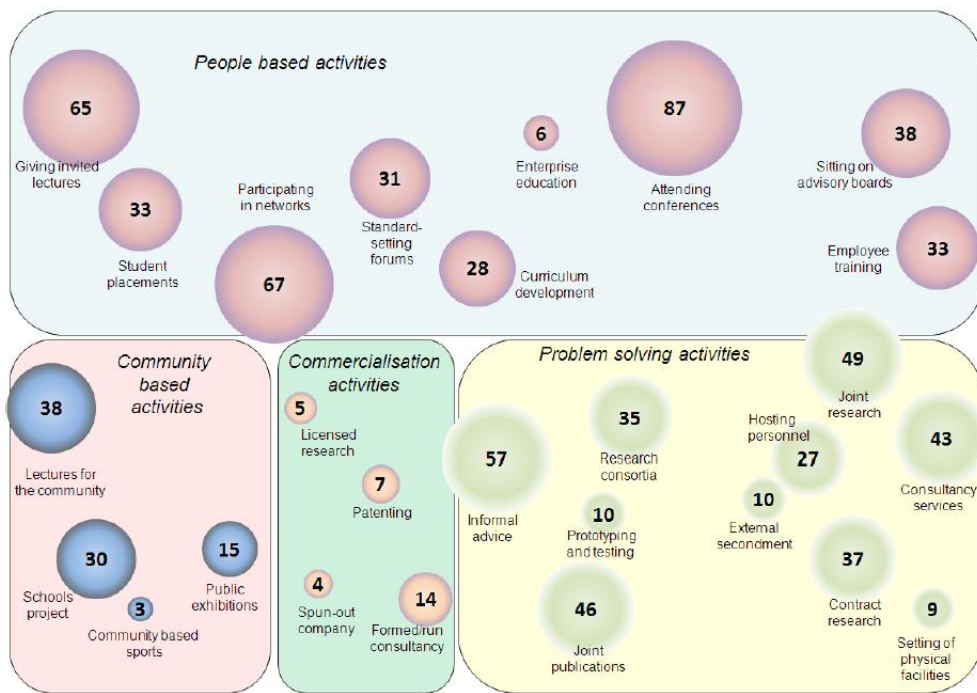 People based activities
65
Giving invited
lectures
33
Student
placements
Participating
in networks
67
31
Standard-
setting
forums
6
Enterprise
education
28
Curriculum
development
87
Attending
conferences
38
Sitting on
advisory boards
33
Employee
training
Community
based
activities
38
Lectures for
the community
30
Schools
project
3
Community based
sports
15
Public
exhibitions
Commercialisation
activities
5
Licensed
research
7
Patenting
4
Spun-out
company
14
Formed/run
consultancy
Problem solving activities
57
Informal
advice
35
Research
consortia
10
Prototyping
and testing
46
Joint
publications
49
Joint
research
Hosting
personnel
27
10
External
secondment
43
Consultancy
services
37
Contract
research
9
Setting of
physical
facilities